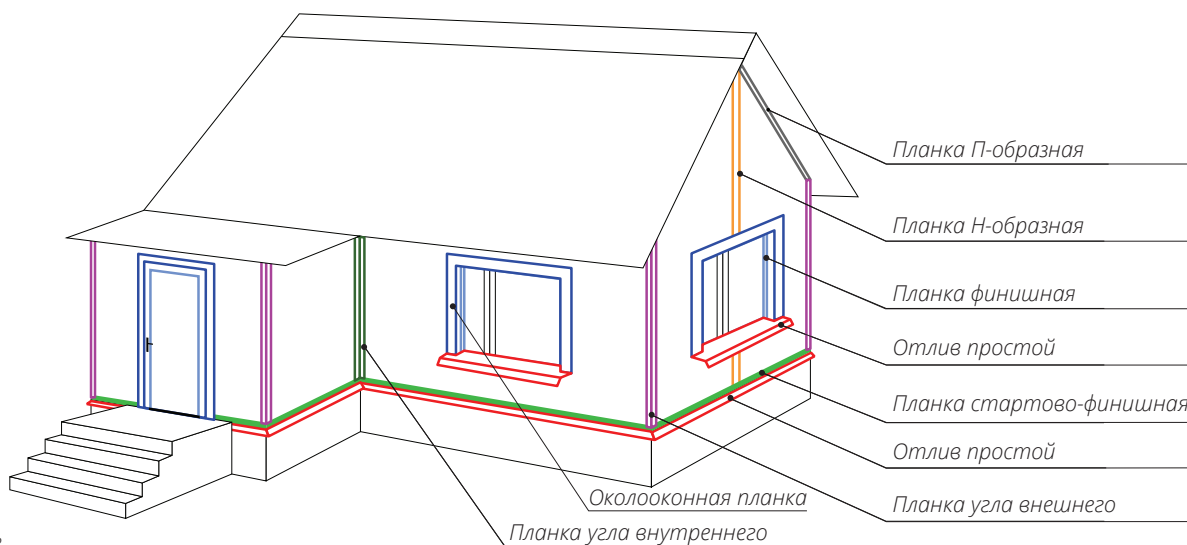 Планка П-образная
Планка Н-образная
Планка финишная
Отлив простой
Планка стартово-финишная
Отлив простой
Околооконная планка
Планка угла внешнего
Планка угла внутреннего